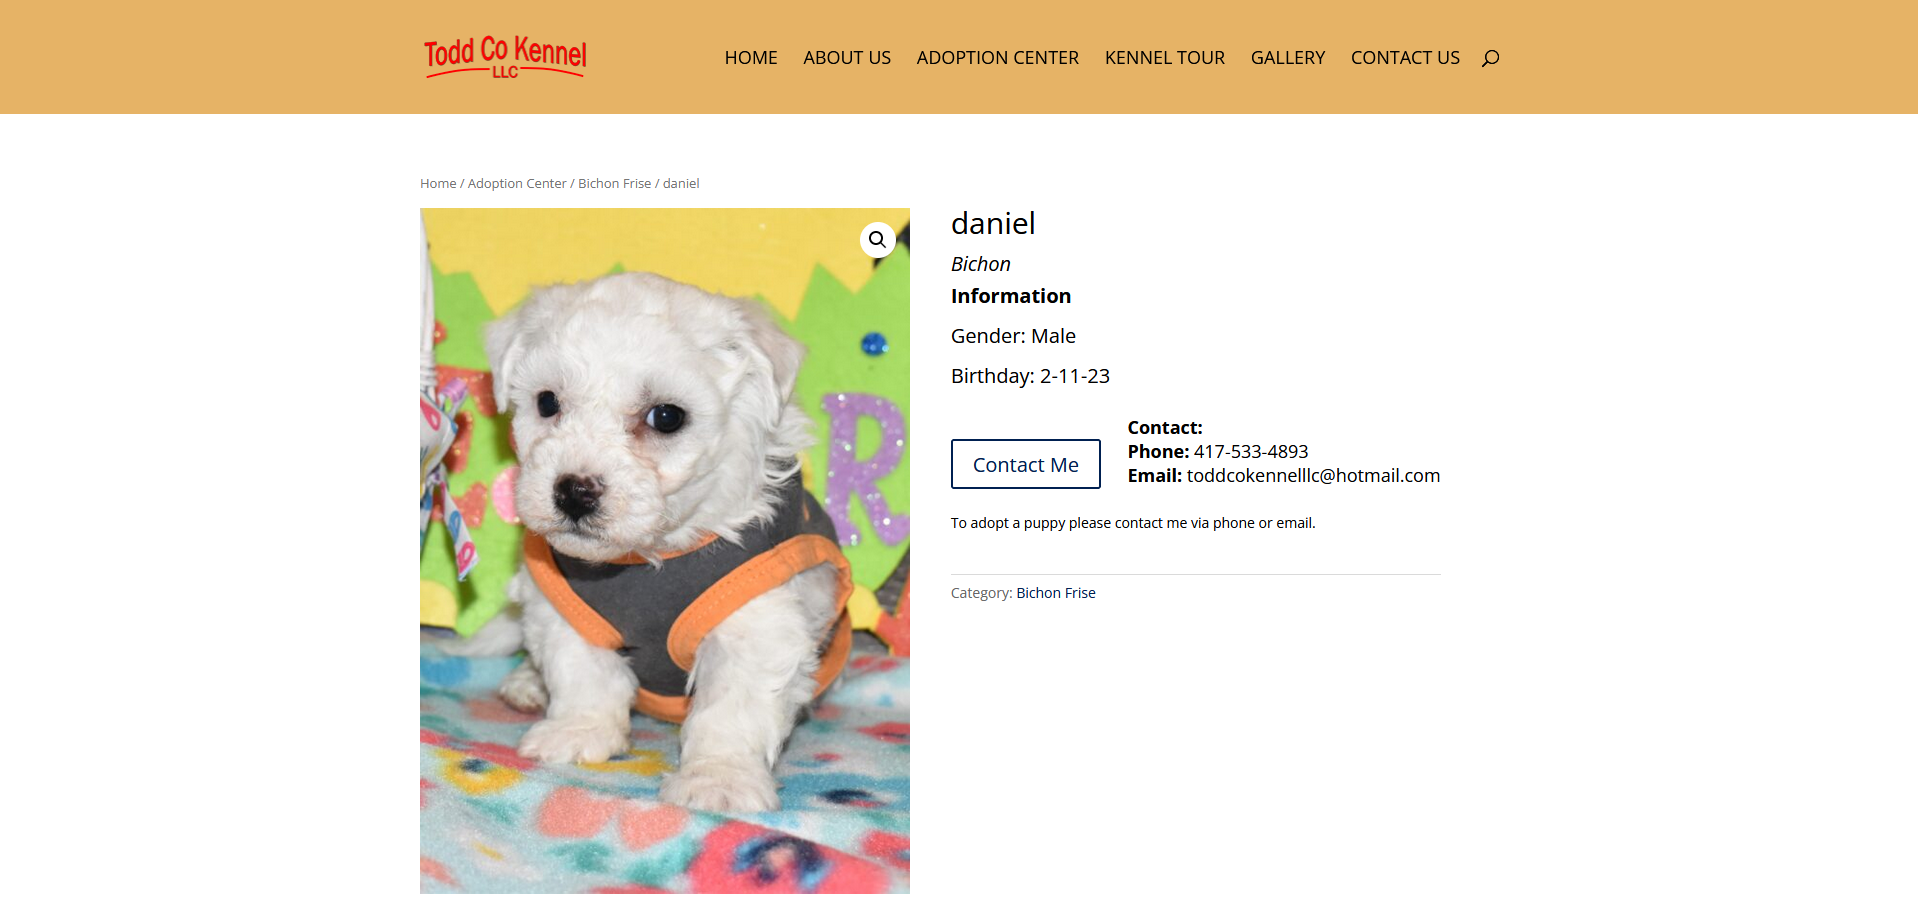 Todd Co Kennel
LLC
HOME
ABOUT US
ADOPTION CENTER
KENNEL TOUR
GALLERY
CONTACT US
Home / Adoption Center / Bichon Frise / daniel
R
daniel
Bichon
Information
Gender: Male
Birthday: 2-11-23
Contact Me
Contact:
Phone: 417-533-4893
Email: toddcokennelllc@hotmail.com
To adopt a puppy please contact me via phone or email.
Category: Bichon Frise